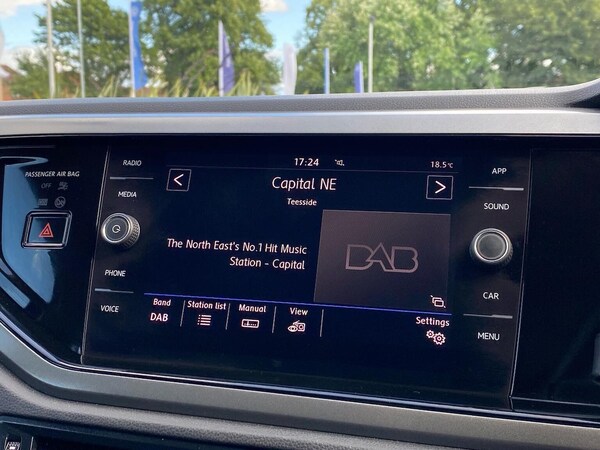 PASSENGER AIR BAG
OFF
RADIO
MEDIA
PHONE
VOICE
17:24
18.5°C
Capital NE
Teesside
The North East's No.1 Hit Music
Station - Capital
DAB
Band
DAB
Station list
Manual
View
Settings
APP
SOUND
CAR
MENU